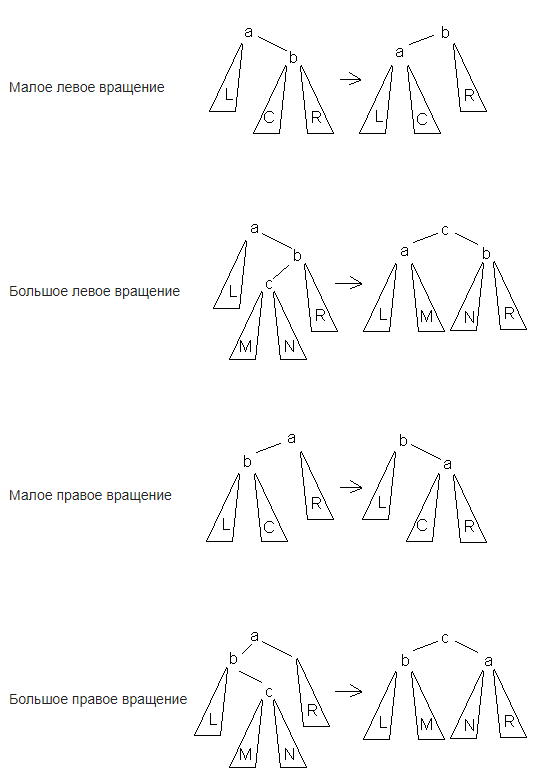 a b
b a
Малое левое вращение
L C R L C R
a c
b a b
c
Большое левое вращение
L R L M N R
M N
a b
b a
Малое правое вращение
L C R L C R
a c
b b a
c
Большое правое вращение
L R L M N R
M N